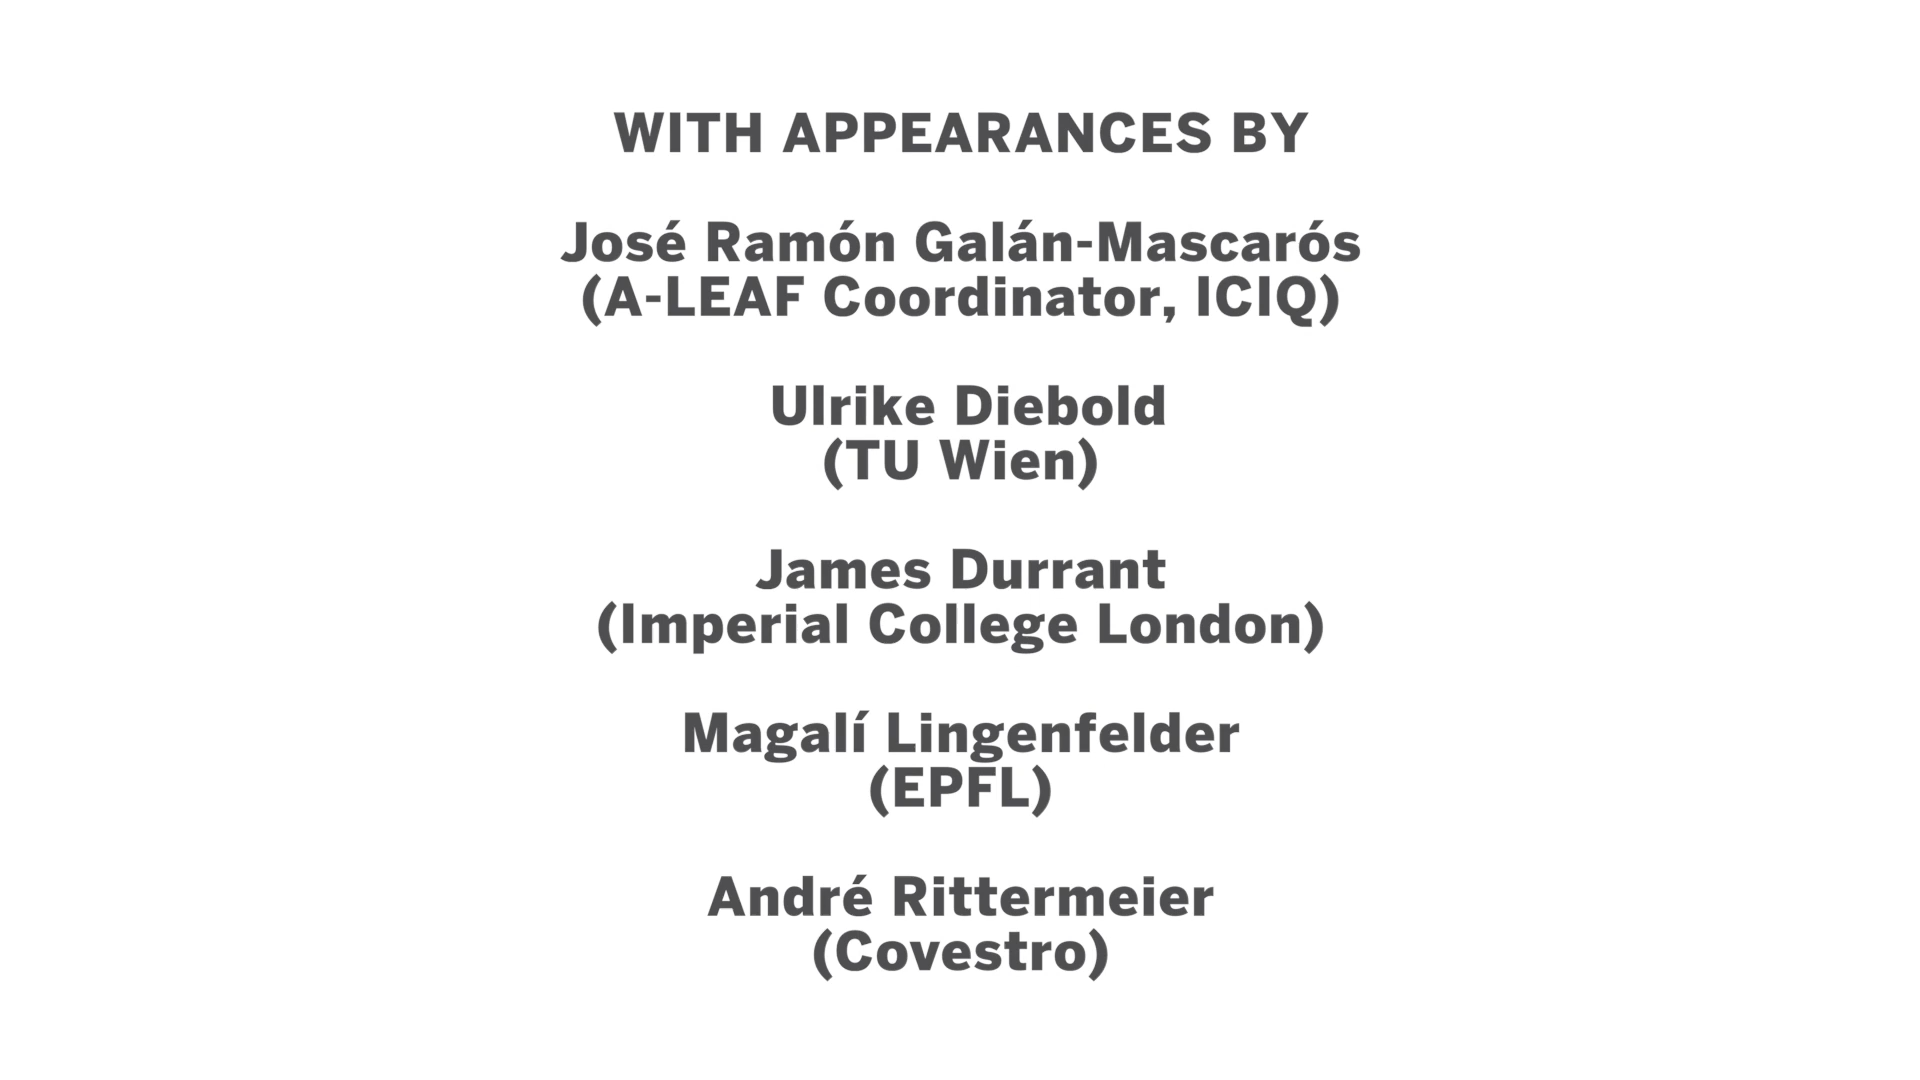 WITH APPEARANCES BY
José Ramón Galán-Mascarós
(A-LEAF Coordinator, ICIQ)
Ulrike Diebold
(TU Wien)
James Durrant
(Imperial College London)
Magalí Lingenfelder
(EPFL)
André Rittermeier
(Covestro)